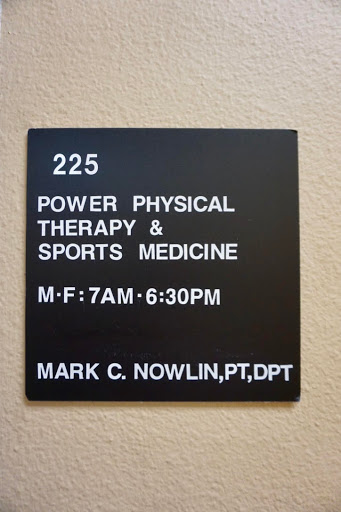 225
POWER PHYSICAL
THERAPY &
SPORTS MEDICINE
M·F: 7AM · 6:30PM
MARK C. NOWLIN,PT,DPT